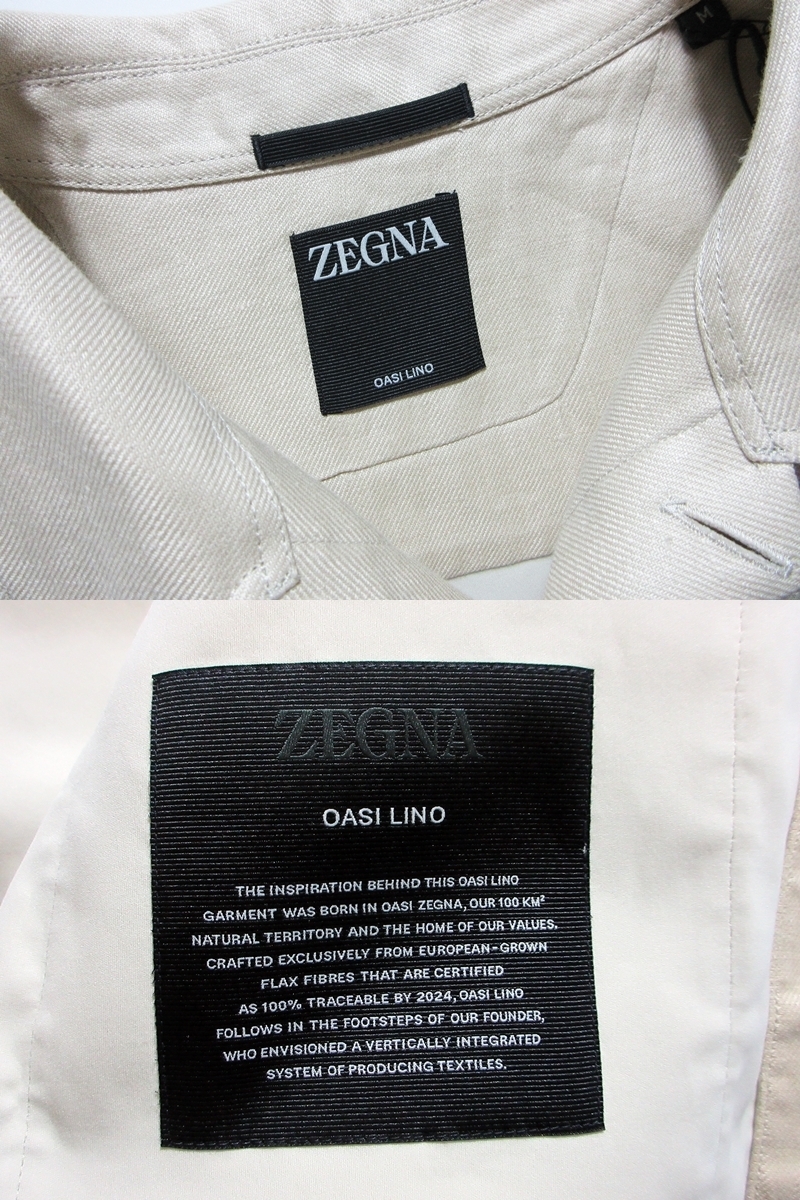 M
ZEGNA
OASI LINO
ZEGNA
OASI LINO
THE INSPIRATION BEHIND THIS OASI LINO
GARMENT WAS BORN IN OASI ZEGNA, OUR 100 KM²
NATURAL TERRITORY AND THE HOME OF OUR VALUES.
CRAFTED EXCLUSIVELY FROM EUROPEAN-GROWN
FLAX FIBRES THAT ARE CERTIFIED
AS 100% TRACEABLE BY 2024, OASI LINO
FOLLOWS IN THE FOOTSTEPS OF OUR FOUNDER,
WHO ENVISIONED A VERTICALLY INTEGRATED
SYSTEM OF PRODUCING TEXTILES.